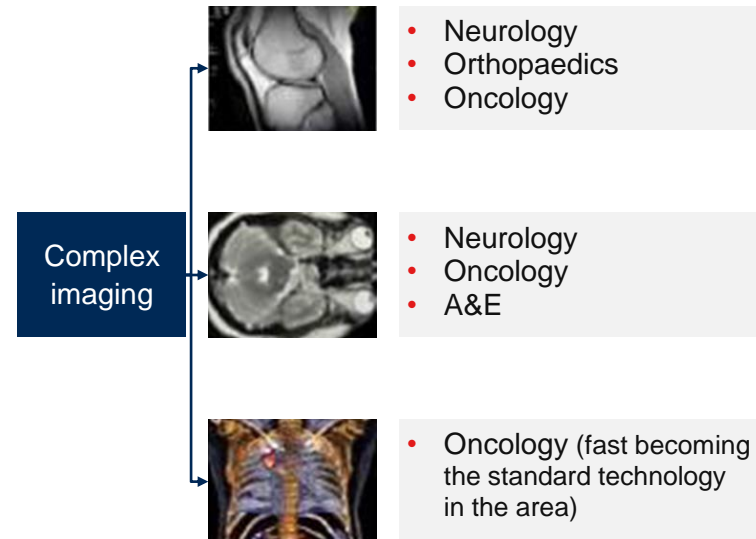 • Neurology
• Orthopaedics
• Oncology
Complex
imaging
• Neurology
• Oncology
• A&E
• Oncology (fast becoming
the standard technology
in the area)